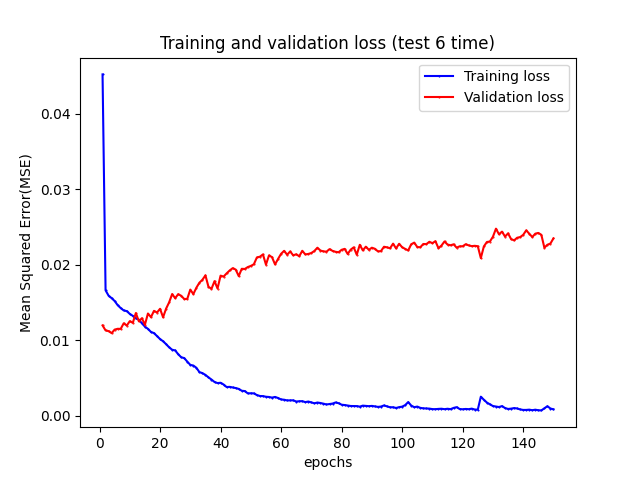 Training and validation loss (test 6 time)
Training loss
Validation loss
Mean Squared Error(MSE)
0.04
0.03
0.02
0.01
0.00
0 20 40 60 80 100 120 140
epochs